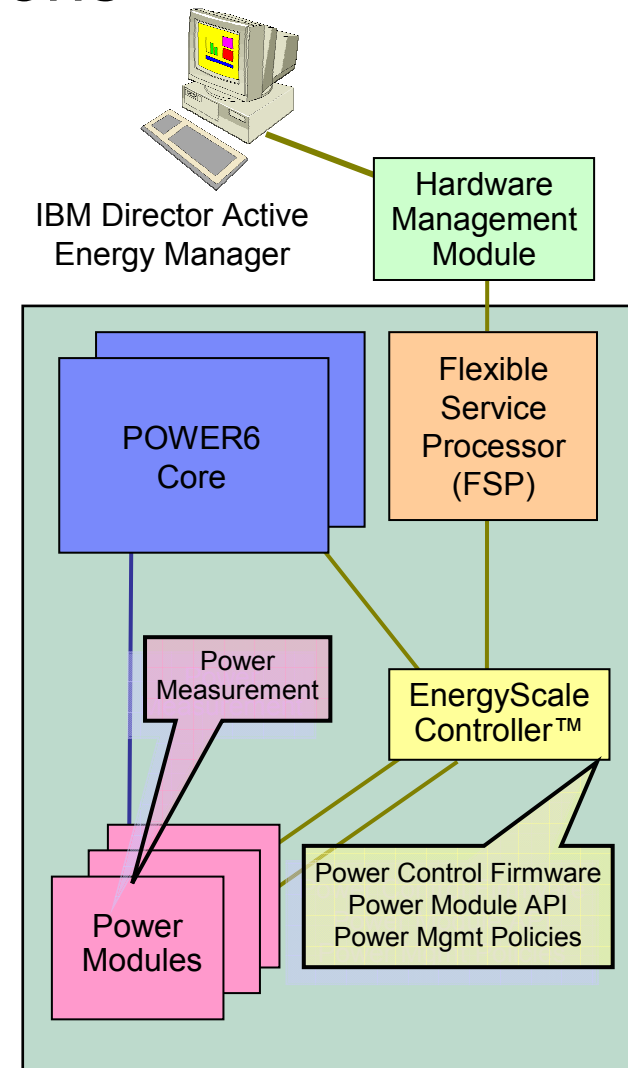 IBM Director Active
Energy Manager
Hardware
Management
Module
POWER6
Core
Flexible
Service
Processor
(FSP)
Power
Measurement
EnergyScale
Controller™
Power Control Firmware
Power Module API
Power Mgmt Policies
Power
Modules